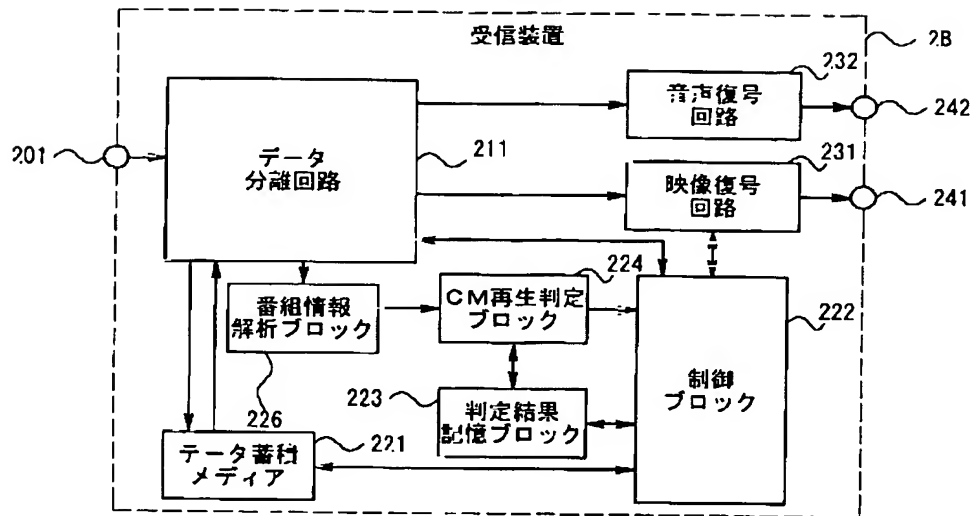 受信装置
2B
232
音声復号
回路
242
201
データ
分離回路
211
231
映像復号
回路
241
224
番組情報
解析ブロック
CM再生判定
ブロック
222
制御
ブロック
226
223
判定結果
記憶ブロック
データ蓄積
メディア
221